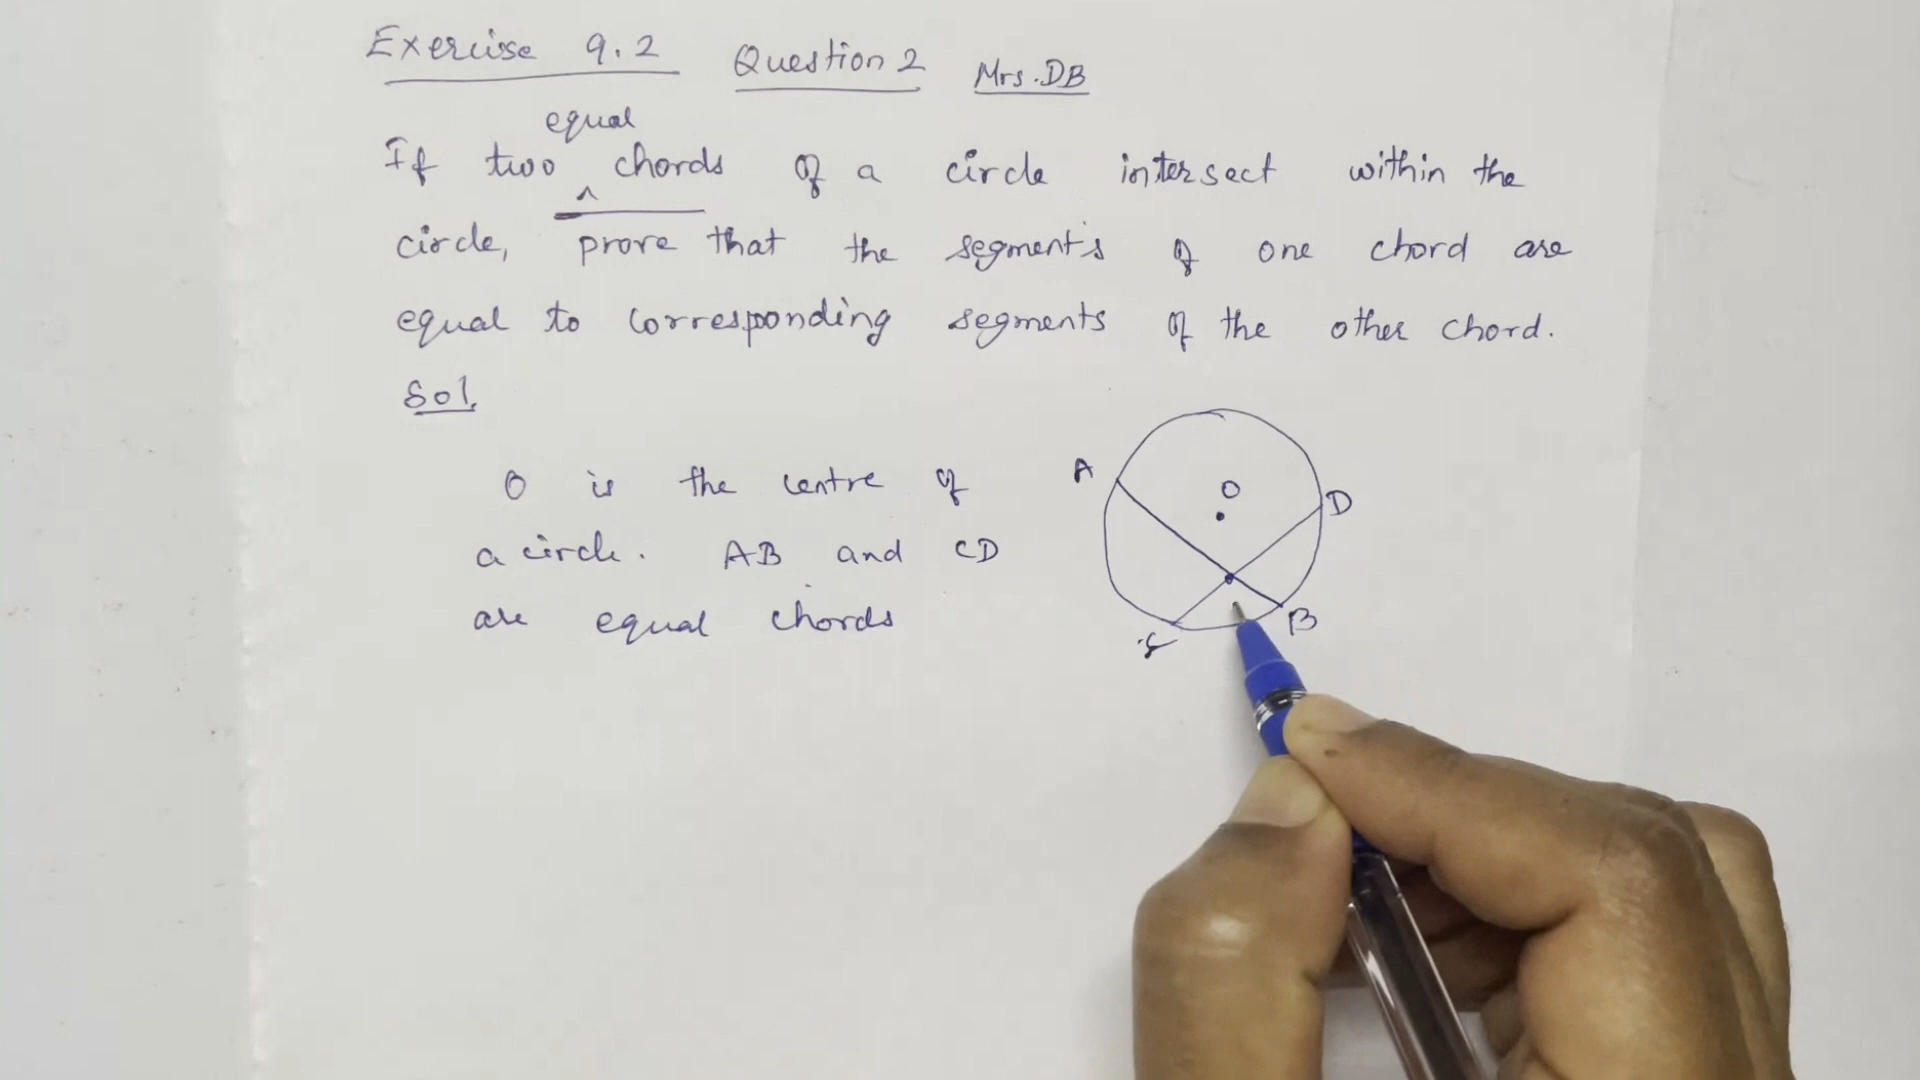 Exercise 9.2 Question 2 Mrs.DB
equal
If two ^ chords of a circle intersect within the
circle, prove that the segments of one chord are
equal to corresponding segments of the other chord.
Sol.
O is the centre of
a circle. AB and CD
are equal chords
A
O
D
B
C